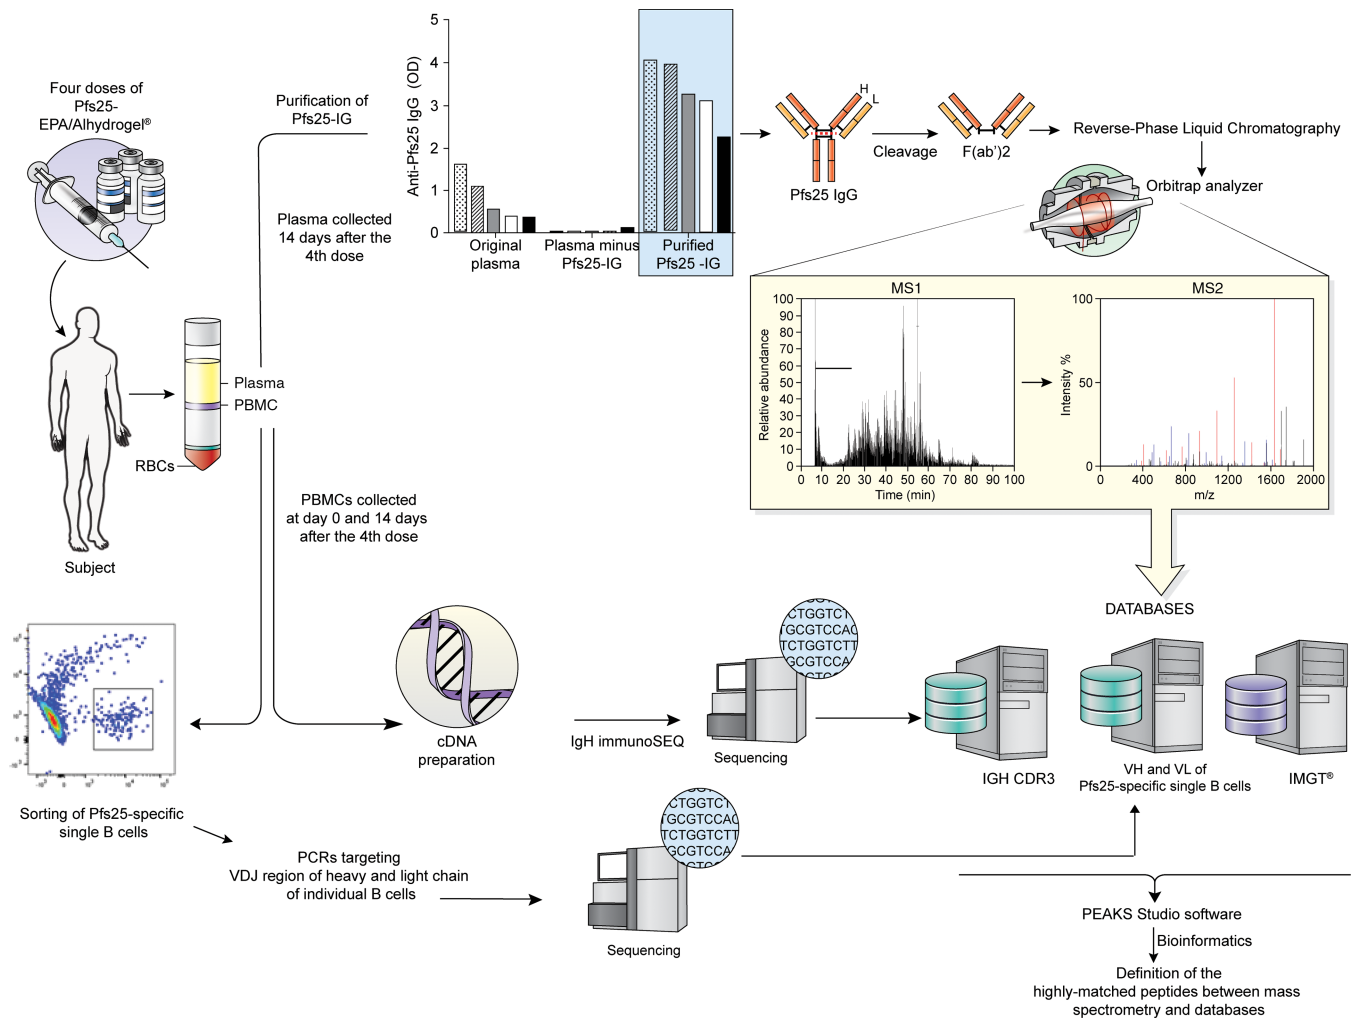 Four doses of
Pfs25-
EPA/Alhydrogel®
Subject
Plasma
PBMC
RBCs
Purification of
Pfs25-IG
Plasma collected
14 days after the
4th dose
PBMCs collected
at day 0 and 14 days
after the 4th dose
Anti-Pfs25 IgG (OD)
5
4
3
2
1
0
Original
plasma
Plasma minus
Pfs25-IG
Purified
Pfs25 -IG
H
L
Pfs25 IgG
Cleavage
F(ab')2
Reverse-Phase Liquid Chromatography
Orbitrap analyzer
MS1
Relative abundance
100
90
80
70
60
50
40
30
20
10
0
0 10 20 30 40 50 60 70 80 90 100
Time (min)
MS2
Intensity %
100
50
0
0 400 800 1200 1600 2000
m/z
DATABASES
IGH CDR3
VH and VL of
Pfs25-specific single B cells
IMGT®
Sorting of Pfs25-specific
single B cells
cDNA
preparation
IgH immunoSEQ
CTGGTCT
TGCGTCCAC
CTGGTCTT
GCGTCCA
Sequencing
PCRs targeting
VDJ region of heavy and light chain
of individual B cells
CTGGTCT
TGCGTCCAC
TCTGGTCTT
GCGTCCA
Sequencing
PEAKS Studio software
Bioinformatics
Definition of the
highly-matched peptides between mass
spectrometry and databases